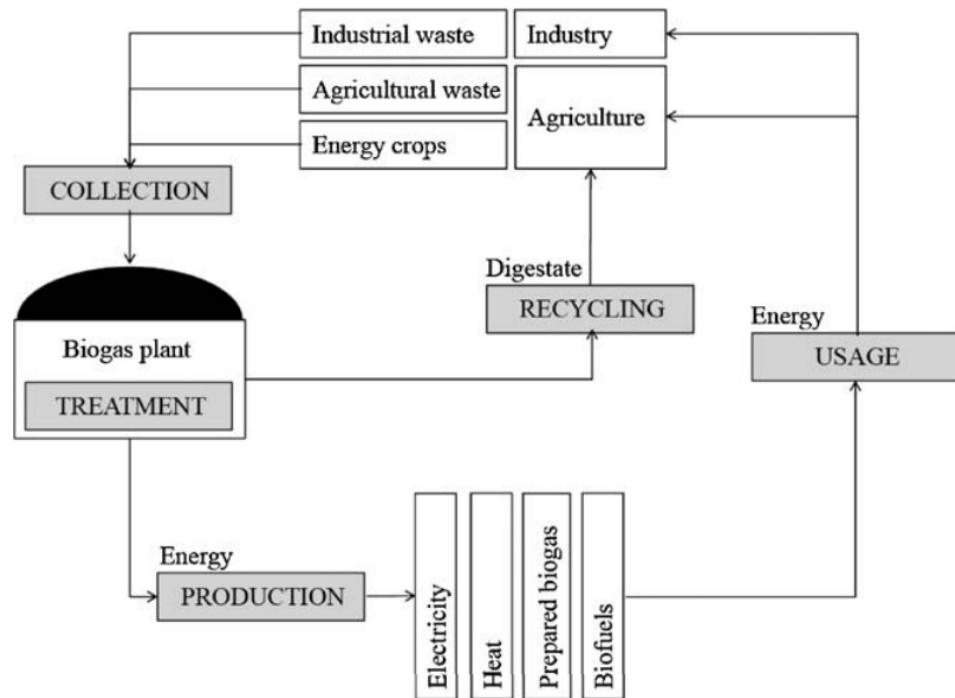 Industrial waste
Industry
Agricultural waste
Agriculture
Energy crops
COLLECTION
Digestate
RECYCLING
Energy
USAGE
Biogas plant
TREATMENT
Energy
PRODUCTION
Electricity
Heat
Prepared biogas
Biofuels